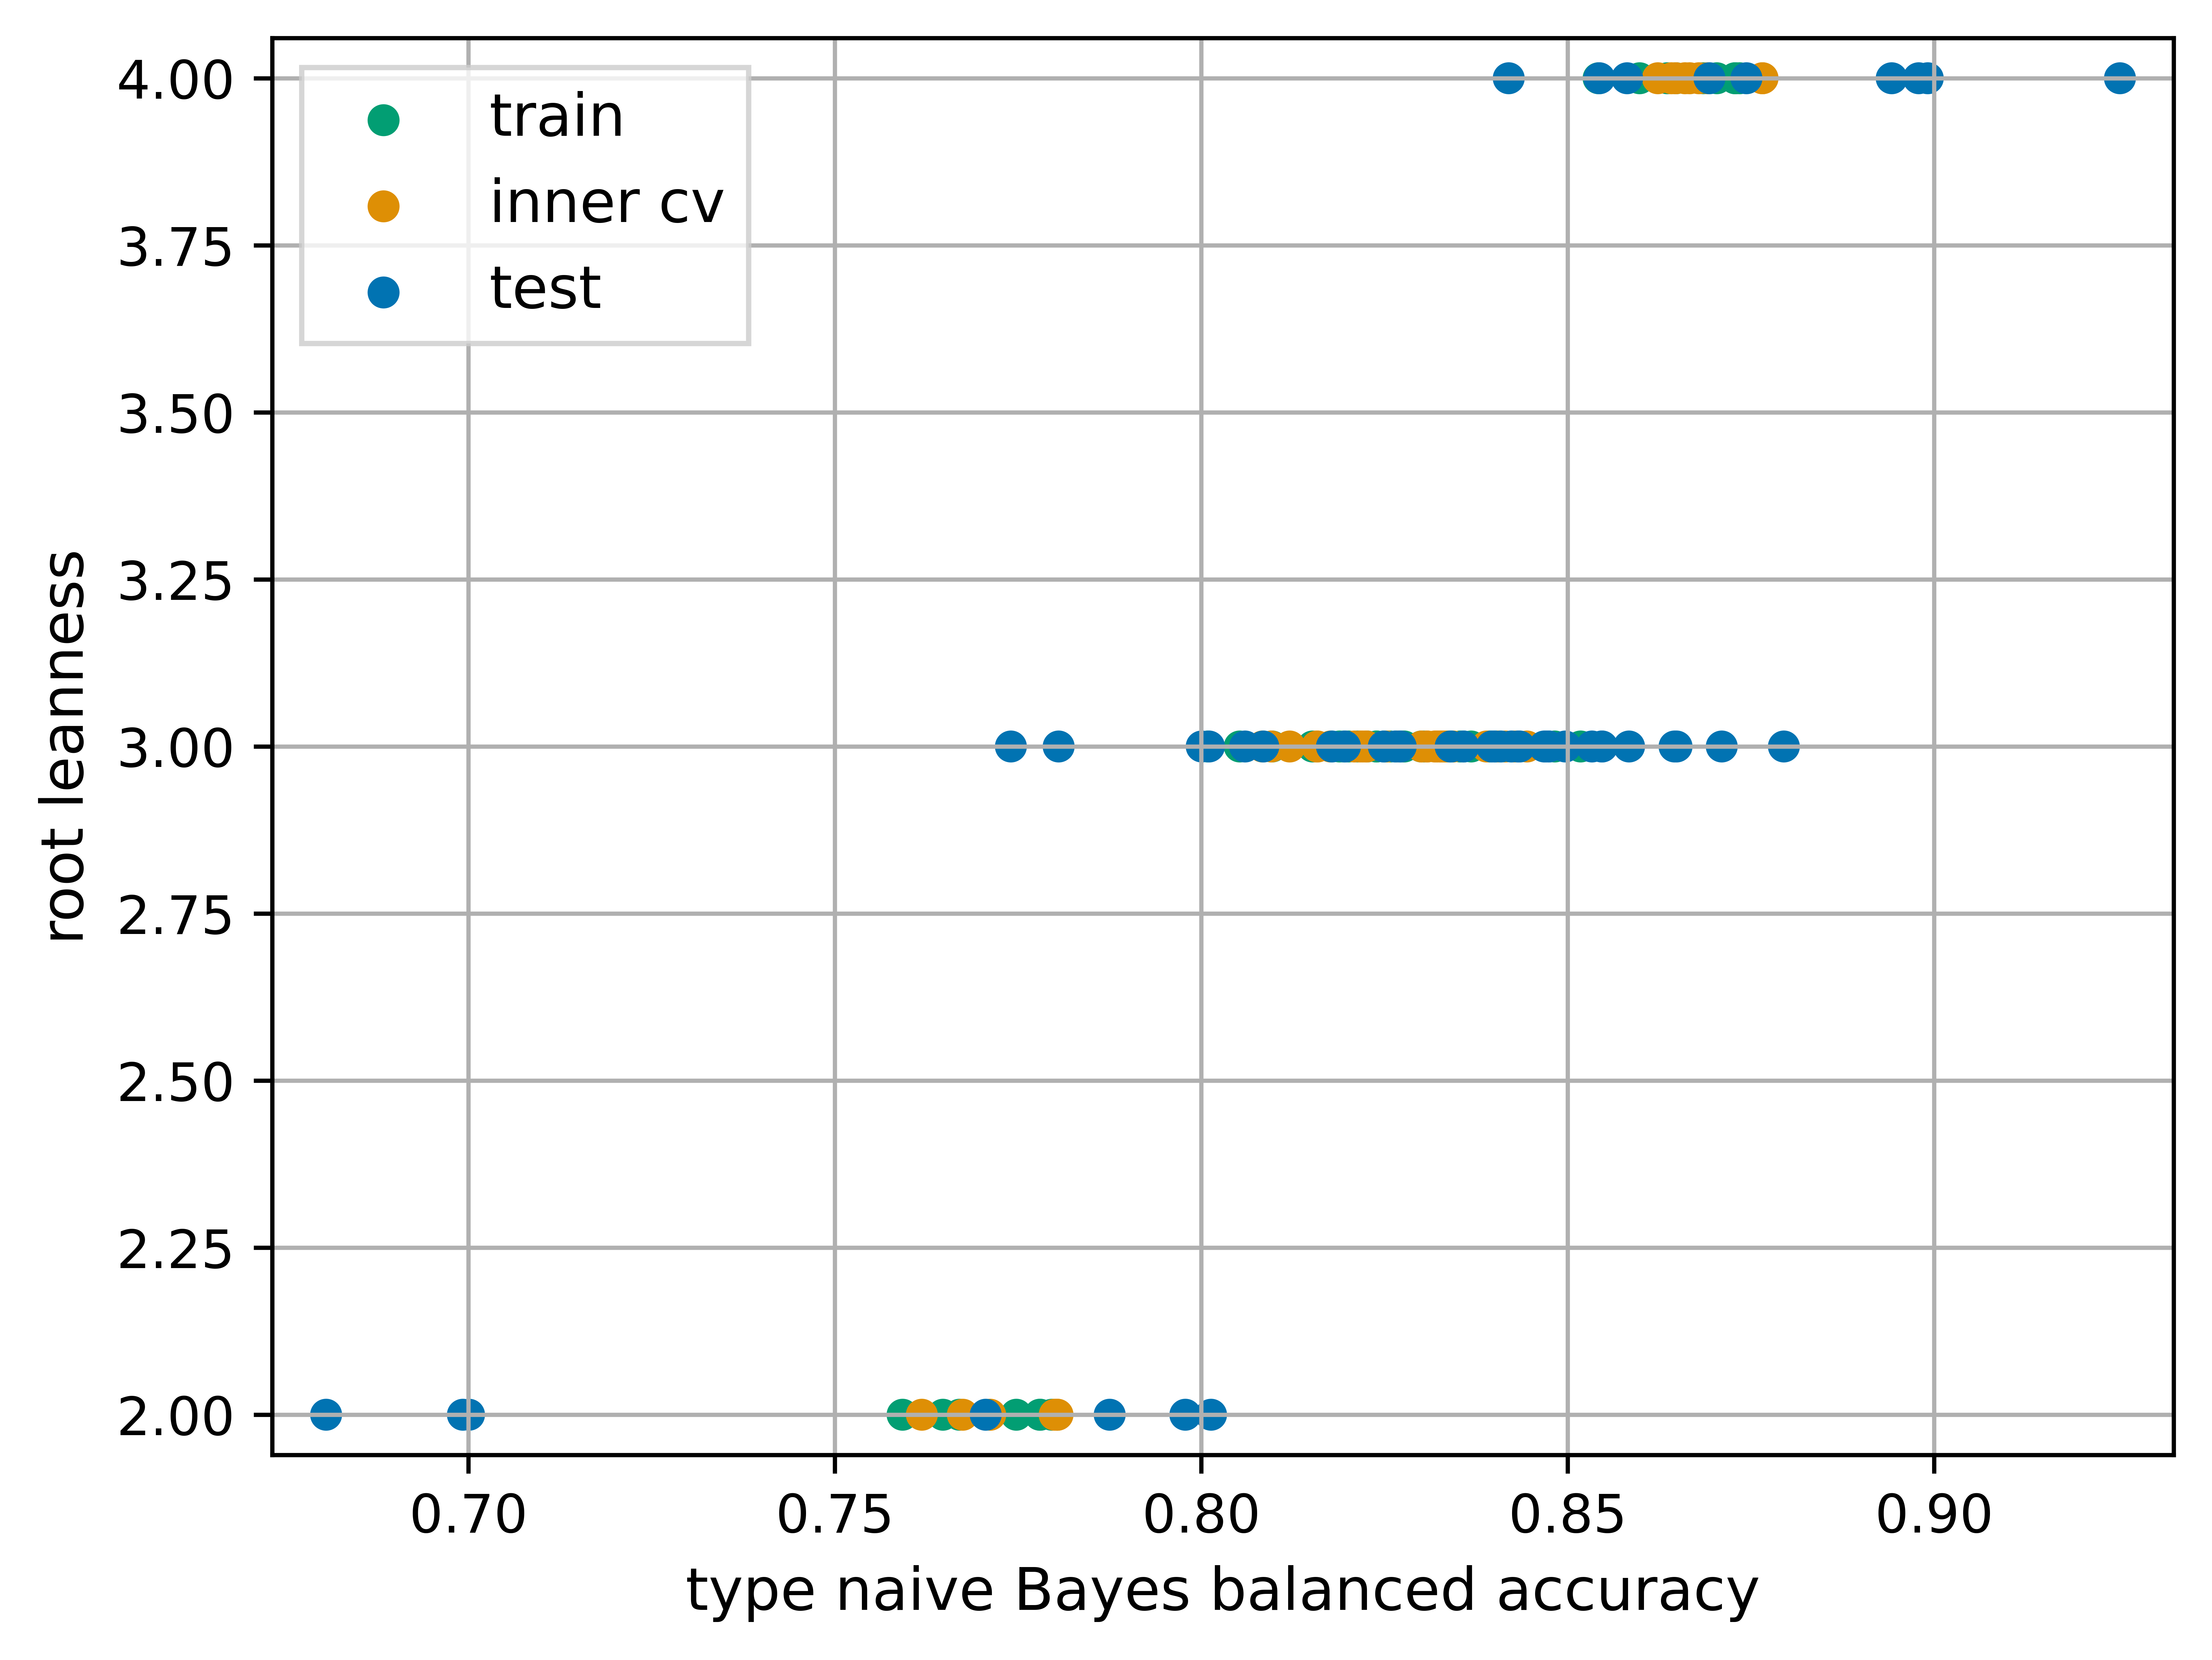 train
inner cv
test
4.00
3.75
3.50
3.25
3.00
2.75
2.50
2.25
2.00
root leanness
0.70 0.75 0.80 0.85 0.90
type naive Bayes balanced accuracy